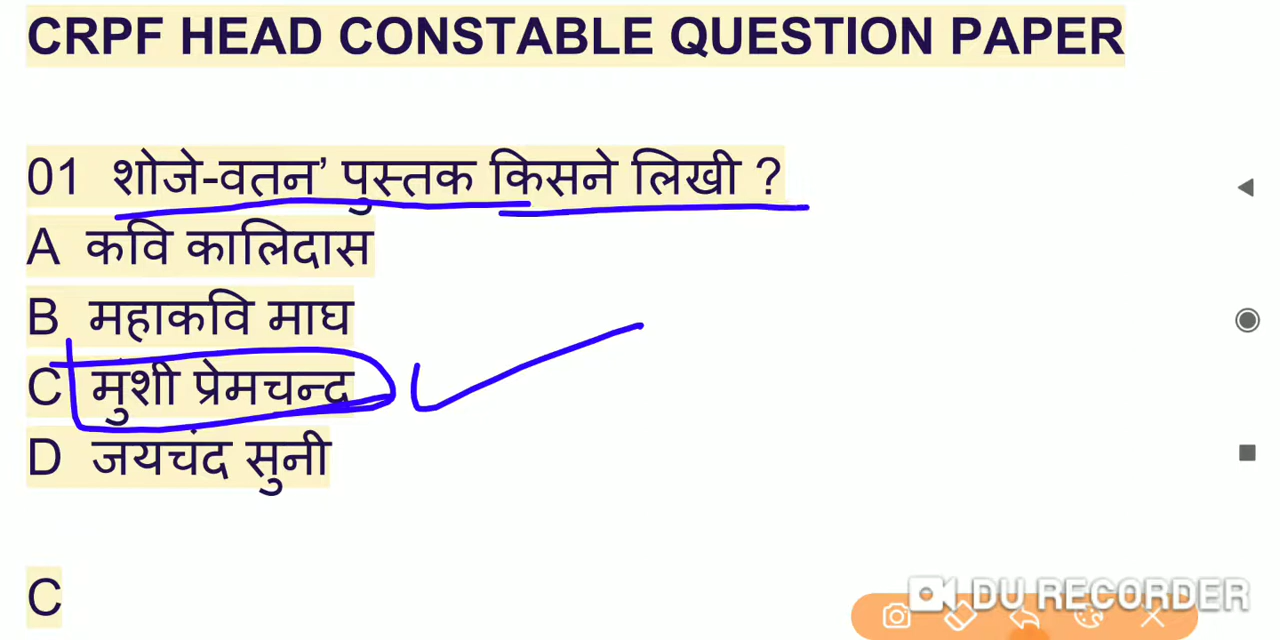 CRPF HEAD CONSTABLE QUESTION PAPER
01 शोजे-वतन’ पुस्तक किसने लिखी ?
A कवि कालिदास
B महाकवि माघ
C मुंशी प्रेमचन्द
D जयचंद सुनी
C
DU RECORDER